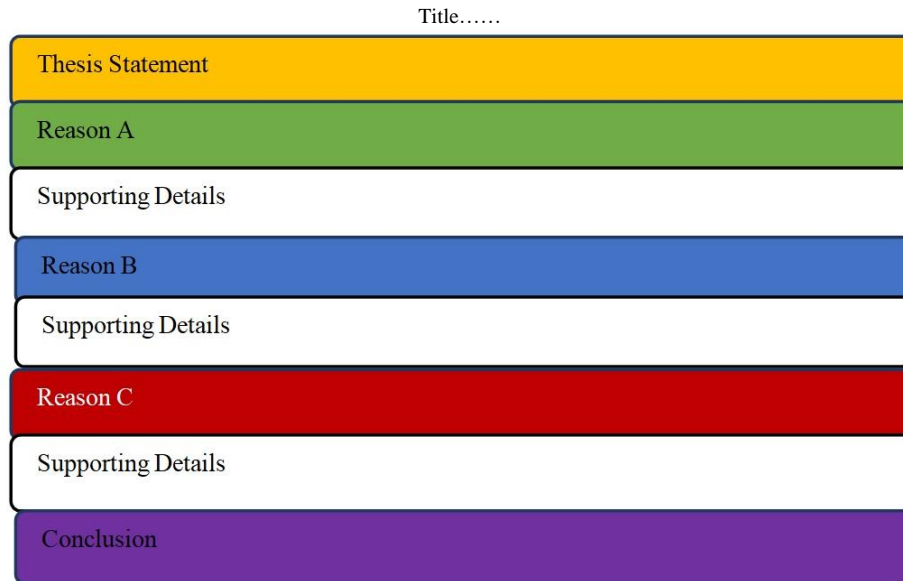 Title……
Thesis Statement
Reason A
Supporting Details
Reason B
Supporting Details
Reason C
Supporting Details
Conclusion